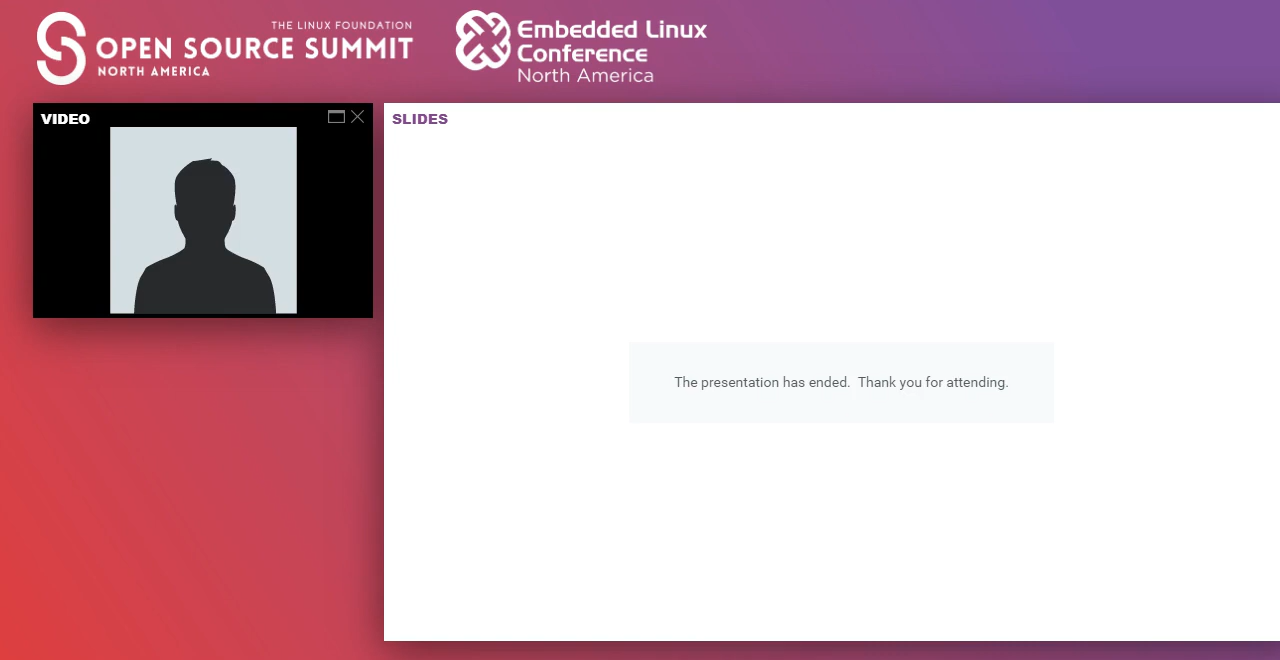 THE LINUX FOUNDATION
OPEN SOURCE SUMMIT
NORTH AMERICA
Embedded Linux
Conference
North America
VIDEO
SLIDES
The presentation has ended.  Thank you for attending.